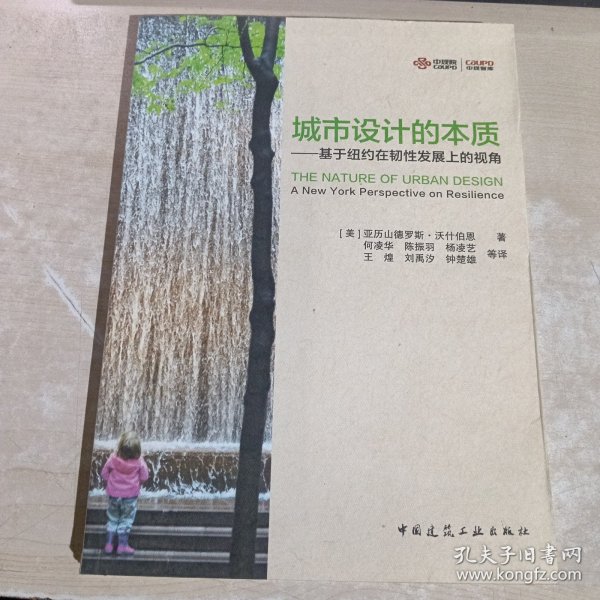 中规院 CAUPD
CAUPD 中规智库
城市设计的本质
——基于纽约在韧性发展上的视角
THE NATURE OF URBAN DESIGN
A New York Perspective on Resilience
[美] 亚历山德罗斯·沃什伯恩 著
何凌华 陈振羽 杨凌艺
王 煌 刘禹汐 钟楚雄 等译
中国建筑工业出版社
孔夫子旧书网
www.kongfz.com